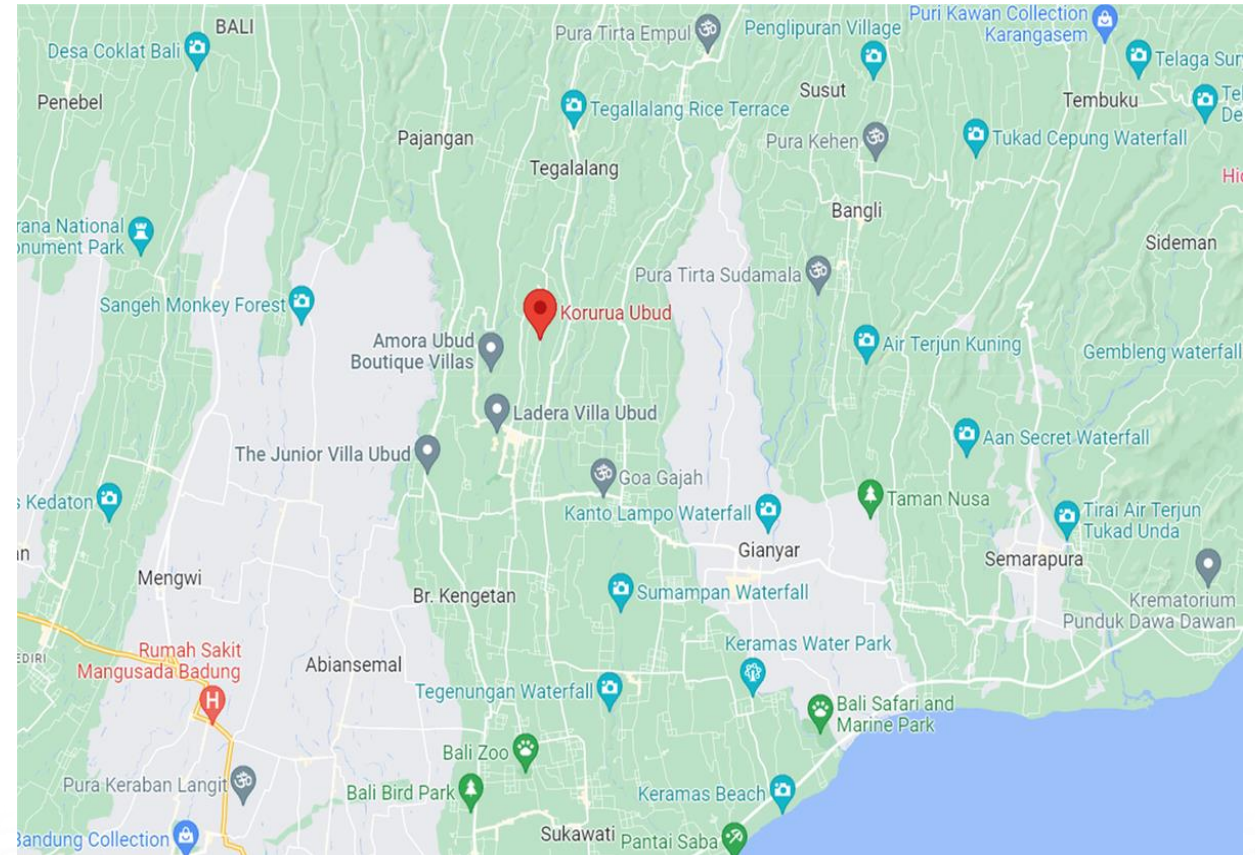 BALI
Desa Coklat Bali
Pura Tirta Empul
Penglipuran Village
Puri Kawan Collection
Karangasem
Telaga Sur
Penebel
Tegallalang Rice Terrace
Susut
Tembuku
Tel
De
Pajangan
Pura Kehen
Tukad Cepung Waterfall
Tegalalang
Hid
Bangli
rana National
onument Park
Sideman
Pura Tirta Sudamala
Sangeh Monkey Forest
Korurua Ubud
Amora Ubud
Boutique Villas
Air Terjun Kuning
Gembleng waterfall
Ladera Villa Ubud
The Junior Villa Ubud
Aan Secret Waterfall
Goa Gajah
s Kedaton
Taman Nusa
Kanto Lampo Waterfall
Tirai Air Terjun
Tukad Unda
an
Gianyar
Semarapura
Mengwi
Br. Kengetan
Sumampan Waterfall
Krematorium
Punduk Dawa Dawan
Rumah Sakit
Mangusada Badung
EDIRI
Abiansemal
Keramas Water Park
Tegenungan Waterfall
Bali Safari and
Marine Park
H
Bali Zoo
Pura Keraban Langit
Bali Bird Park
Keramas Beach
Bandung Collection
Sukawati
Pantai Saba